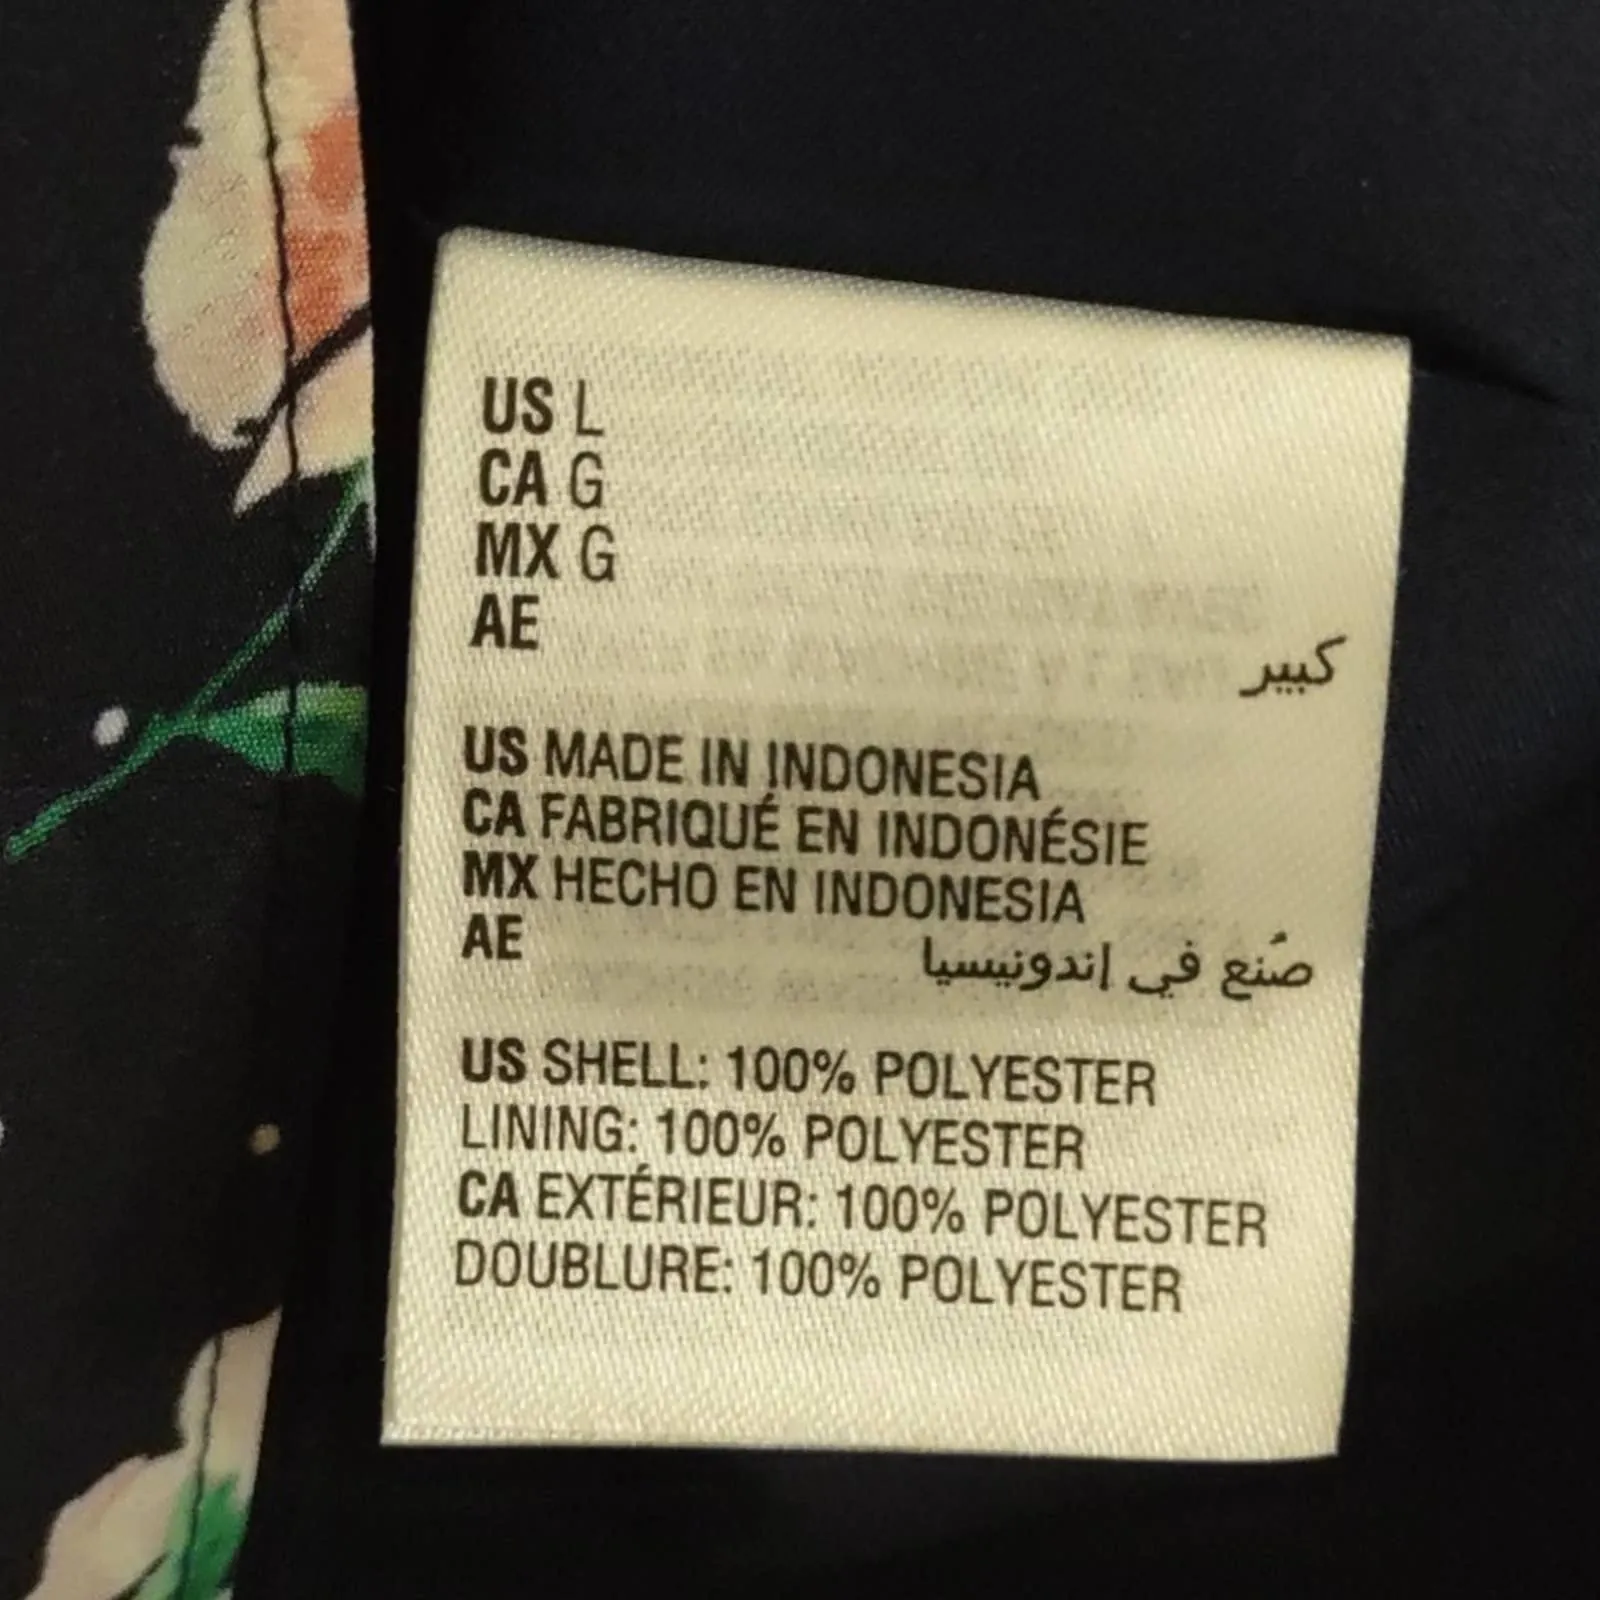 US L
CA G
MX G
AE
كبير
US MADE IN INDONESIA
CA FABRIQUÉ EN INDONÉSIE
MX HECHO EN INDONESIA
AE صُنع في إندونيسيا
US SHELL: 100% POLYESTER
LINING: 100% POLYESTER
CA EXTÉRIEUR: 100% POLYESTER
DOUBLURE: 100% POLYESTER